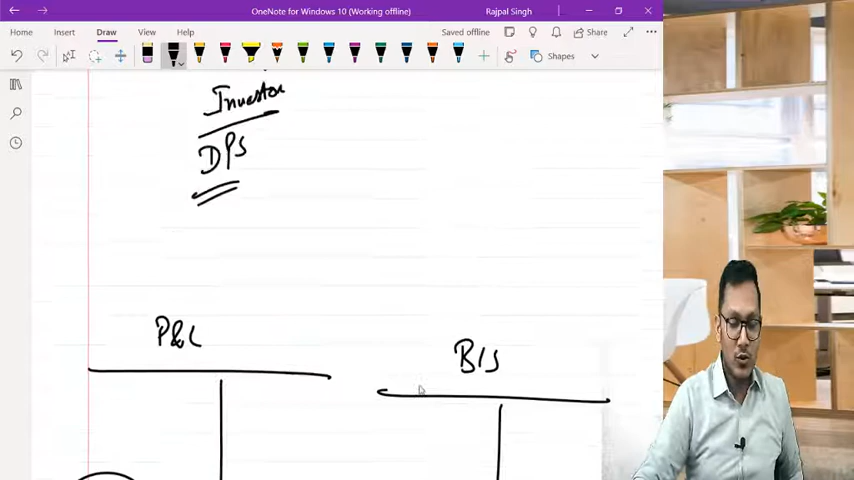 OneNote for Windows 10 (Working offline)
Rajpal Singh
Home Insert Draw View Help
Saved offline
Share
Shapes
Investor
DPS
P&L
B/S